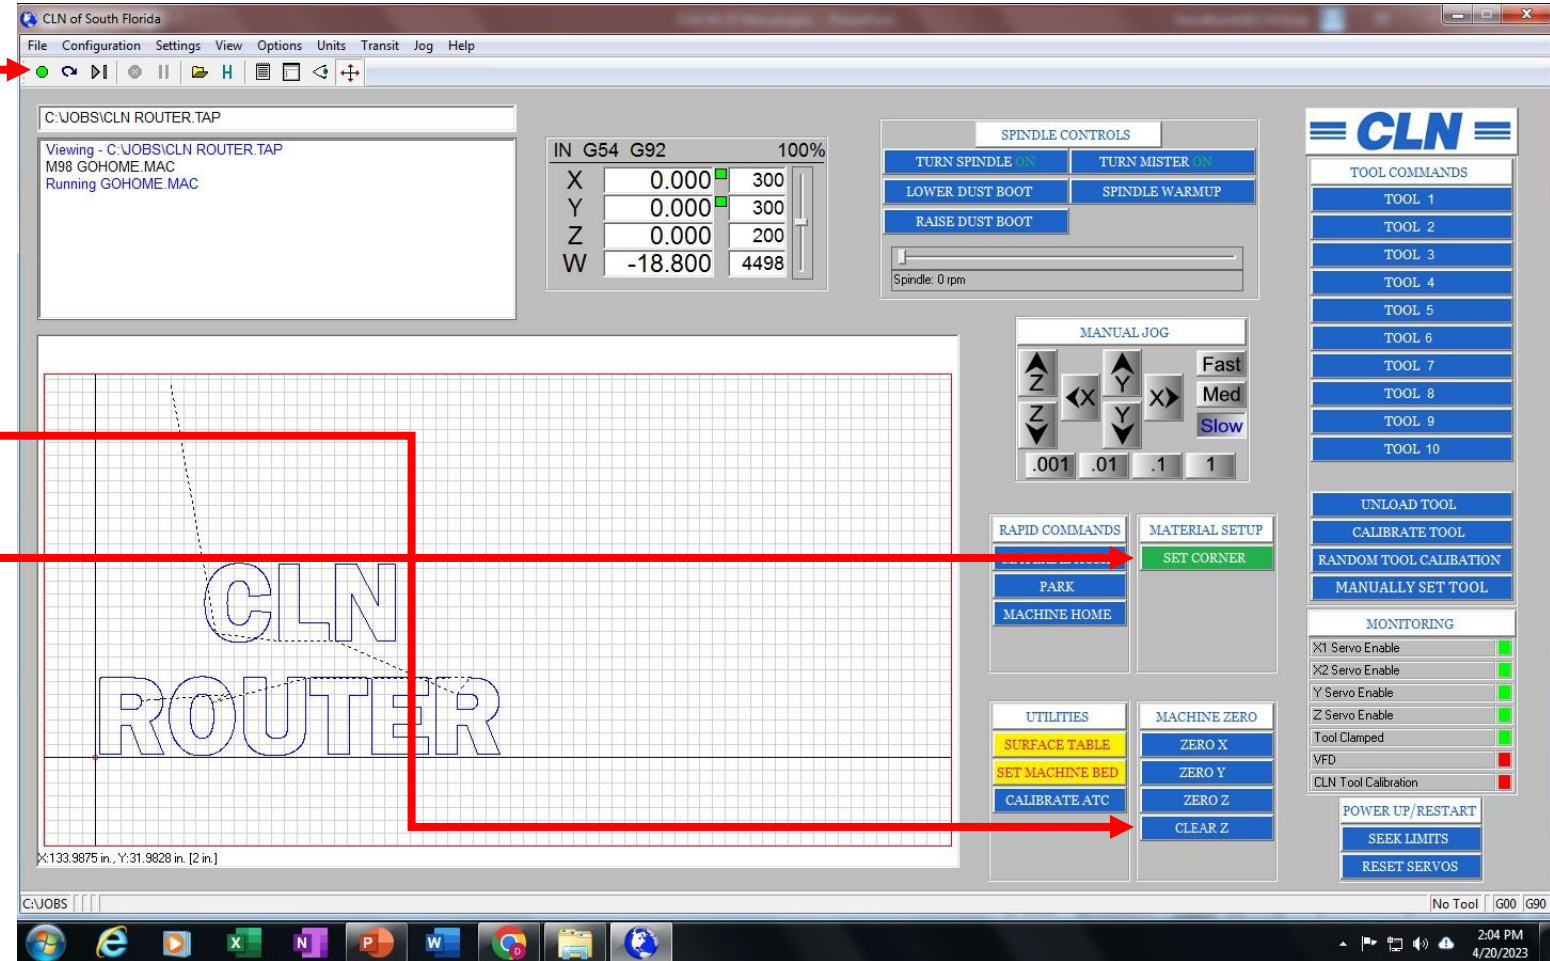 CLN of South Florida
File Configuration Settings View Options Units Transit Jog Help
H
C:\JOBS\CLN ROUTER.TAP
Viewing - C:\JOBS\CLN ROUTER.TAP
M98 GOHOME.MAC
Running GOHOME.MAC
IN G54 G92 100%
X 0.000 300
Y 0.000 300
Z 0.000 200
W -18.800 4498
SPINDLE CONTROLS
TURN SPINDLE ON TURN MISTER ON
LOWER DUST BOOT SPINDLE WARMUP
RAISE DUST BOOT
Spindle: 0 rpm
MANUAL JOG
Z Y Fast
X X Med
Z Y Slow
.001 .01 .1 1
CLN
ROUTER
X:133.9875 in., Y:31.9828 in. [2 in.]
RAPID COMMANDS
PARK
MACHINE HOME
MATERIAL SETUP
SET CORNER
UTILITIES
SURFACE TABLE
SET MACHINE BED
CALIBRATE ATC
MACHINE ZERO
ZERO X
ZERO Y
ZERO Z
CLEAR Z
CLN
TOOL COMMANDS
TOOL 1
TOOL 2
TOOL 3
TOOL 4
TOOL 5
TOOL 6
TOOL 7
TOOL 8
TOOL 9
TOOL 10
UNLOAD TOOL
CALIBRATE TOOL
RANDOM TOOL CALIBATION
MANUALLY SET TOOL
MONITORING
X1 Servo Enable
X2 Servo Enable
Y Servo Enable
Z Servo Enable
Tool Clamped
VFD
CLN Tool Calibration
POWER UP/RESTART
SEEK LIMITS
RESET SERVOS
C:\JOBS No Tool G00 G90
2:04 PM
4/20/2023